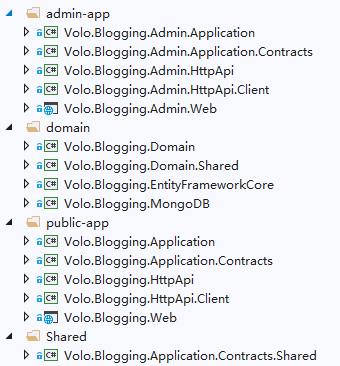 admin-app
C# Volo.Blogging.Admin.Application
C# Volo.Blogging.Admin.Application.Contracts
C# Volo.Blogging.Admin.HttpApi
C# Volo.Blogging.Admin.HttpApi.Client
Volo.Blogging.Admin.Web
domain
C# Volo.Blogging.Domain
C# Volo.Blogging.Domain.Shared
C# Volo.Blogging.EntityFrameworkCore
C# Volo.Blogging.MongoDB
public-app
C# Volo.Blogging.Application
C# Volo.Blogging.Application.Contracts
C# Volo.Blogging.HttpApi
C# Volo.Blogging.HttpApi.Client
Volo.Blogging.Web
Shared
C# Volo.Blogging.Application.Contracts.Shared